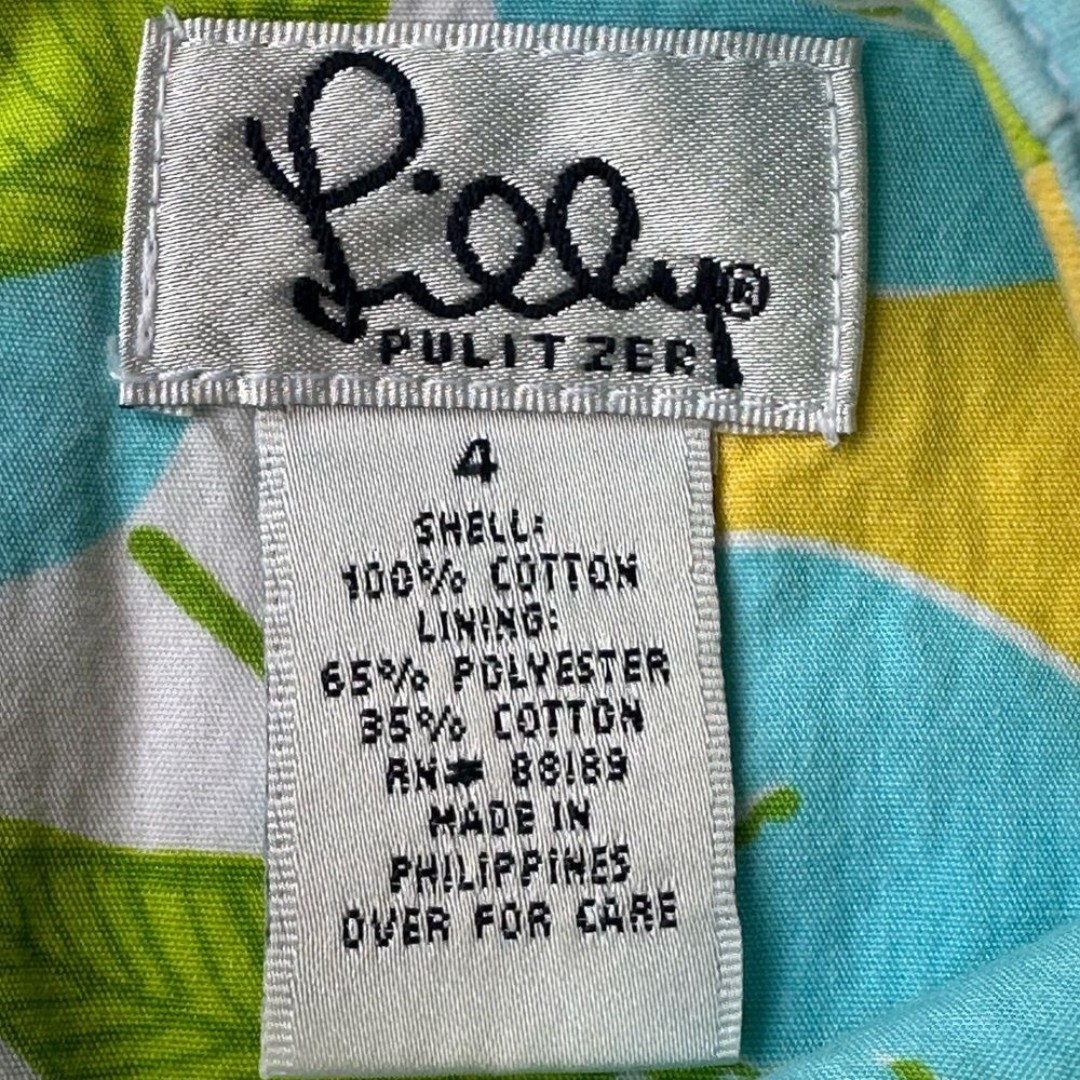 Lilly®
PULITZER
4
SHELL:
100% COTTON
LINING:
65% POLYESTER
35% COTTON
RN# 88189
MADE IN
PHILIPPINES
OVER FOR CARE